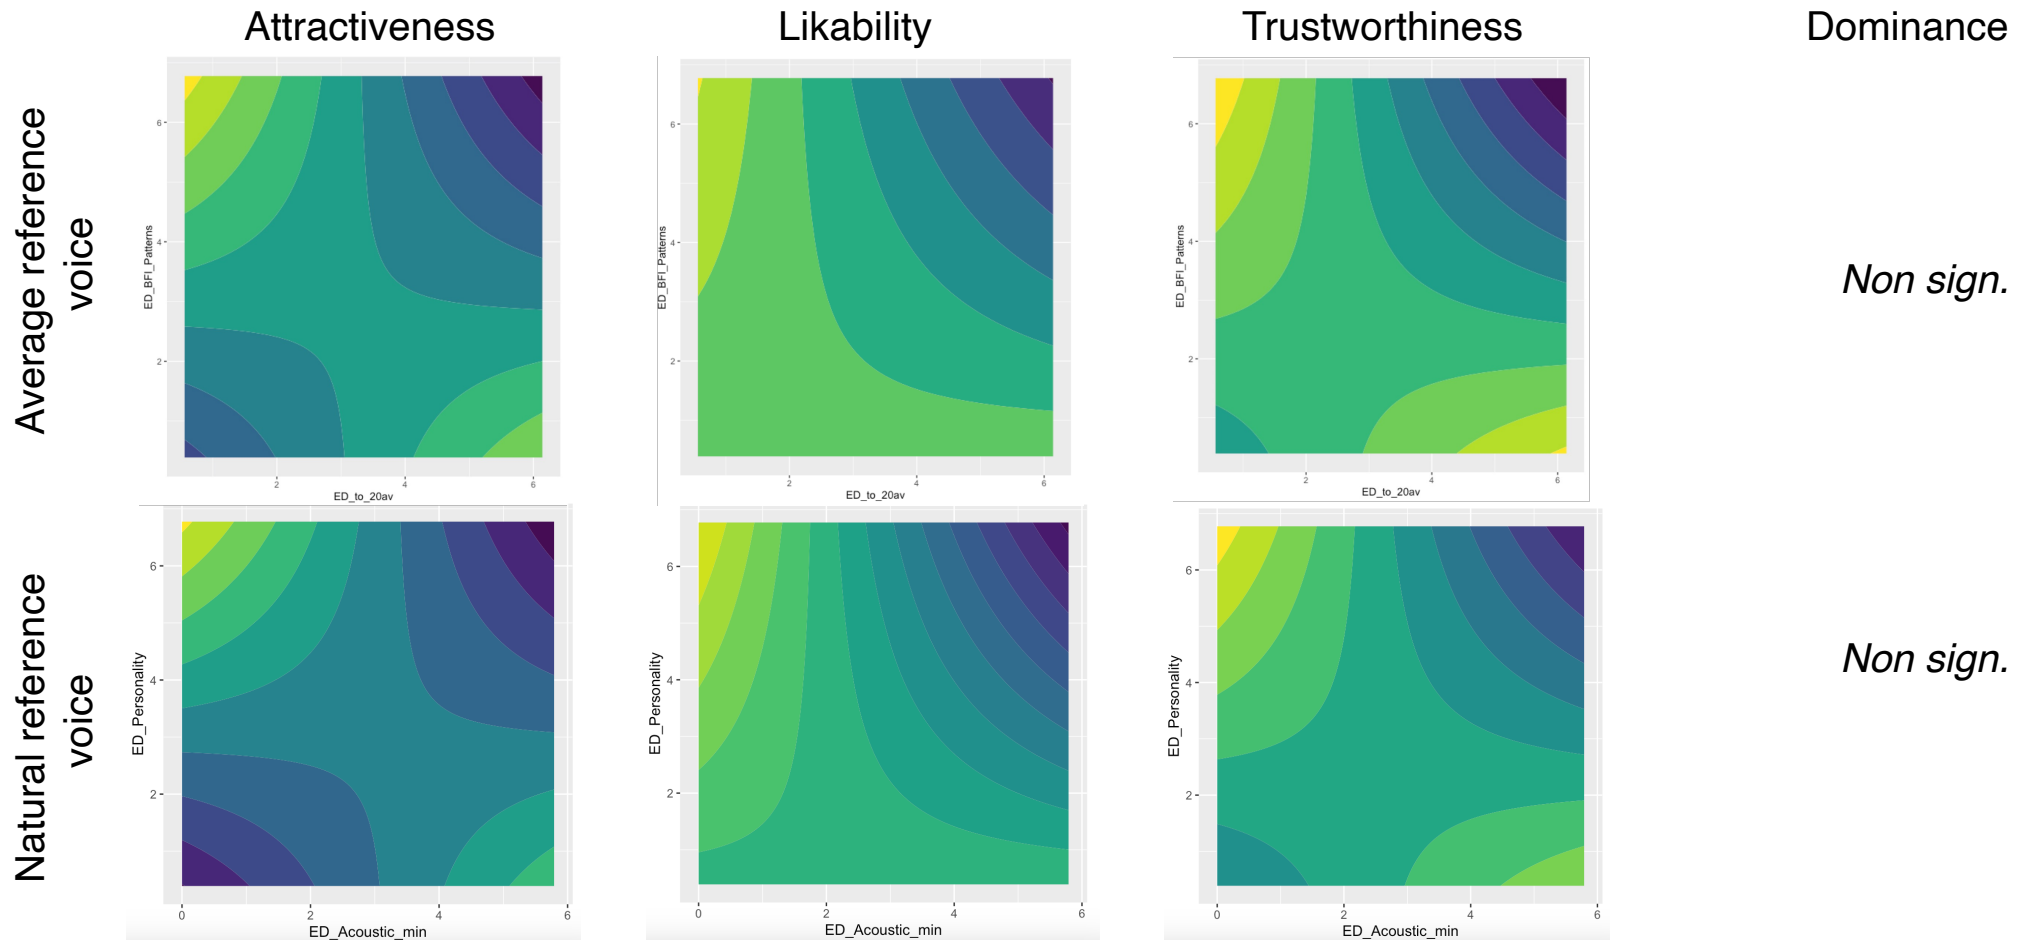 Attractiveness
Likability
Trustworthiness
Dominance
Average reference
voice
ED_BFI_Patterns
6
4
2
2
4
6
ED_to_20av
ED_BFI_Patterns
6
4
2
2
4
6
ED_to_20av
ED_BFI_Patterns
6
4
2
2
4
6
ED_to_20av
Non sign.
Natural reference
voice
ED_Personality
6
4
2
0
2
4
6
ED_Acoustic_min
ED_Personality
6
4
2
0
2
4
6
ED_Acoustic_min
ED_Personality
6
4
2
0
2
4
6
ED_Acoustic_min
Non sign.